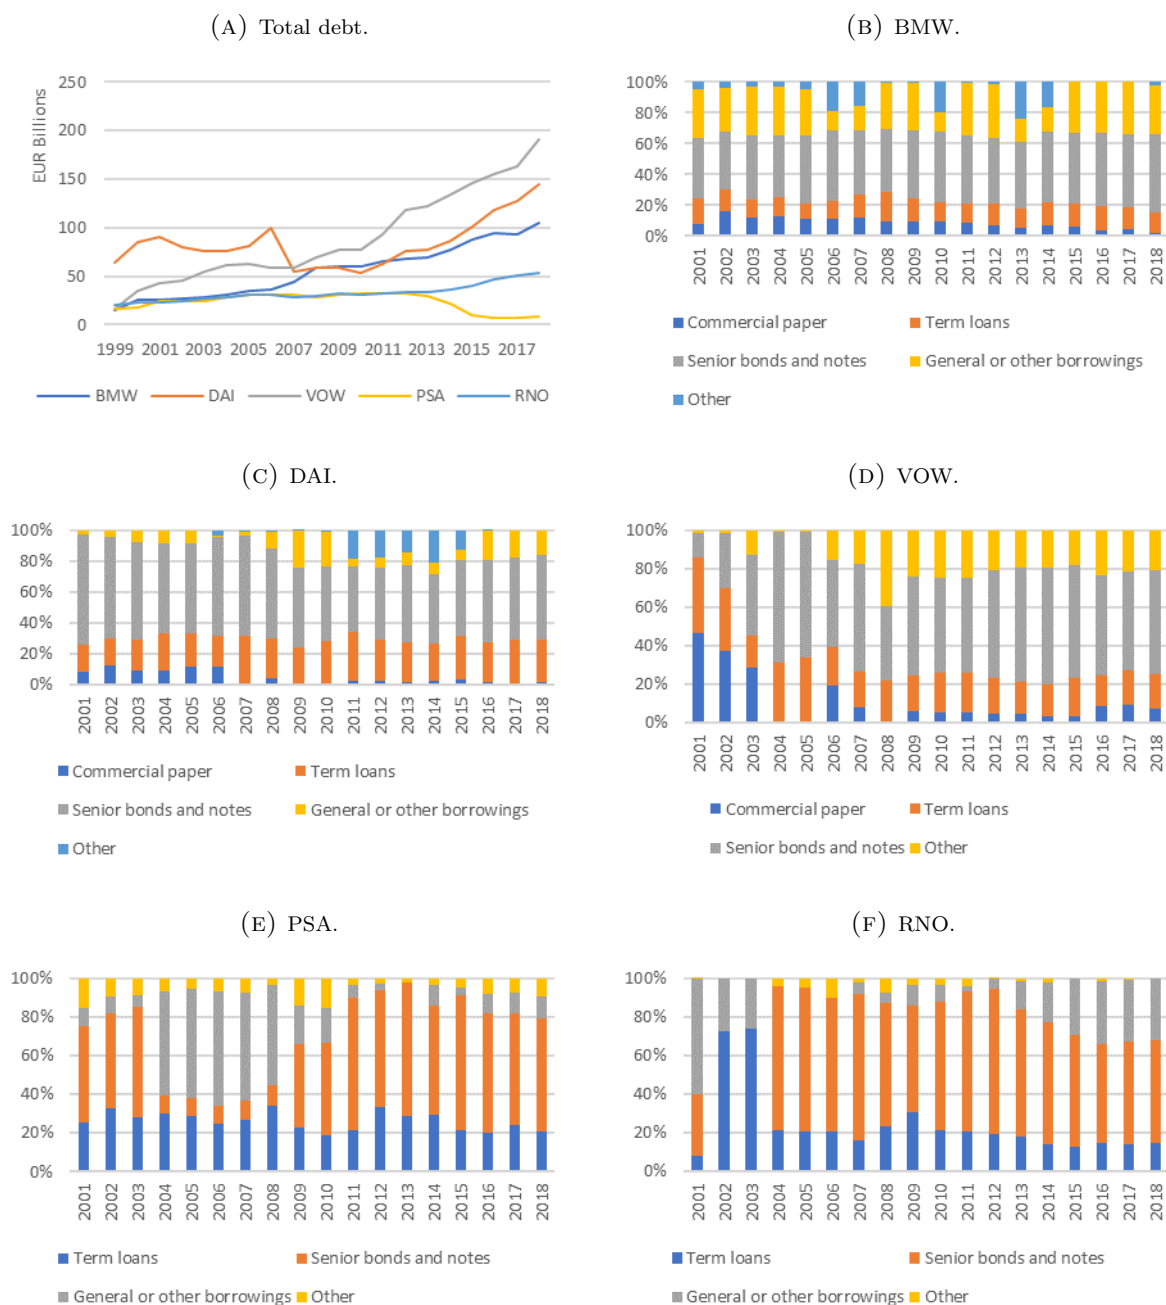 (A) Total debt.
EUR Billions
250
200
150
100
50
0
1999 2001 2003 2005 2007 2009 2011 2013 2015 2017
BMW DAI VOW PSA RNO
(B) BMW.
100%
80%
60%
40%
20%
0%
2001 2002 2003 2004 2005 2006 2007 2008 2009 2010 2011 2012 2013 2014 2015 2016 2017 2018
Commercial paper Term loans
Senior bonds and notes General or other borrowings
Other
(C) DAI.
100%
80%
60%
40%
20%
0%
2001 2002 2003 2004 2005 2006 2007 2008 2009 2010 2011 2012 2013 2014 2015 2016 2017 2018
Commercial paper Term loans
Senior bonds and notes General or other borrowings
Other
(D) VOW.
100%
80%
60%
40%
20%
0%
2001 2002 2003 2004 2005 2006 2007 2008 2009 2010 2011 2012 2013 2014 2015 2016 2017 2018
Commercial paper Term loans
Senior bonds and notes Other
(E) PSA.
100%
80%
60%
40%
20%
0%
2001 2002 2003 2004 2005 2006 2007 2008 2009 2010 2011 2012 2013 2014 2015 2016 2017 2018
Term loans Senior bonds and notes
General or other borrowings Other
(F) RNO.
100%
80%
60%
40%
20%
0%
2001 2002 2003 2004 2005 2006 2007 2008 2009 2010 2011 2012 2013 2014 2015 2016 2017 2018
Term loans Senior bonds and notes
General or other borrowings Other